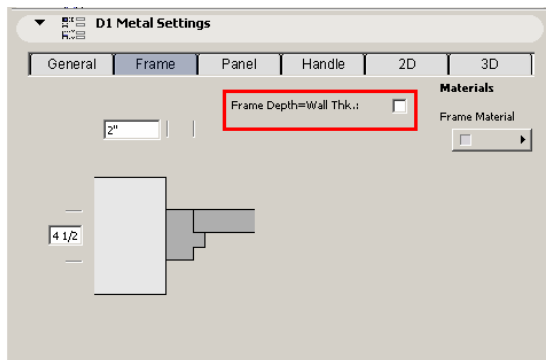 D1 Metal Settings
General Frame Panel Handle 2D 3D
Materials
Frame Depth=Wall Thk.:
Frame Material
2"
4 1/2